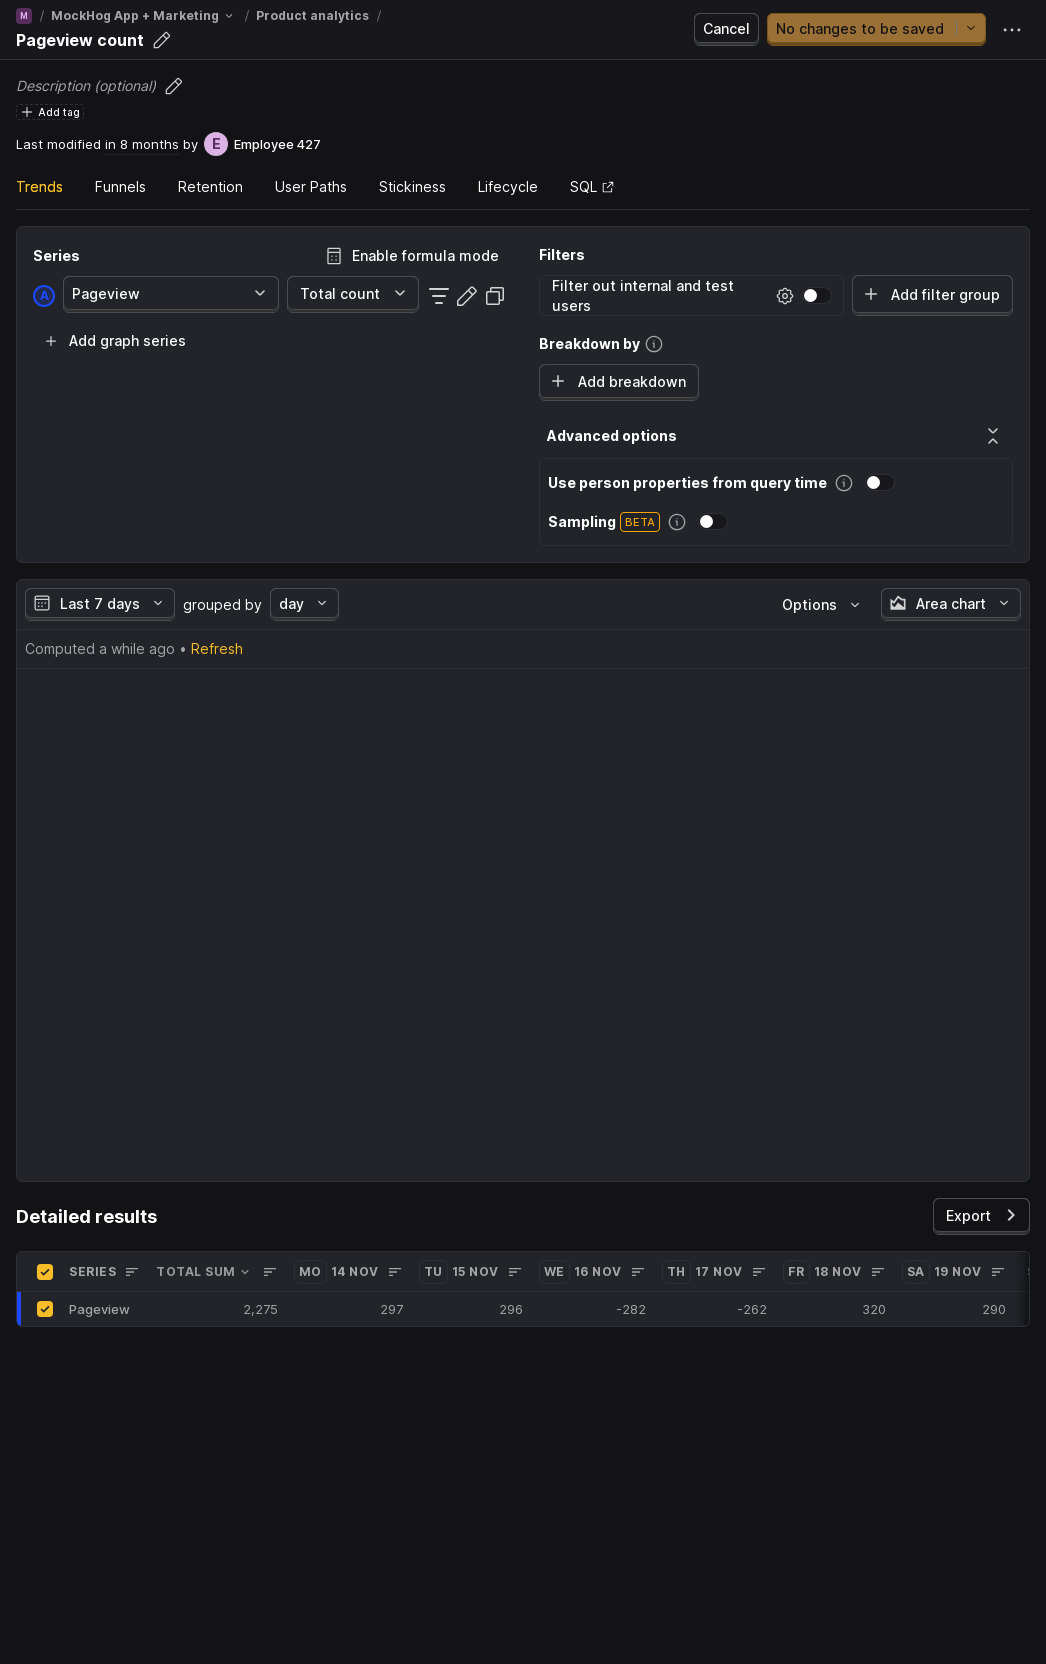 M / MockHog App + Marketing / Product analytics /
Pageview count
Cancel
No changes to be saved
Description (optional)
Add tag
Last modified in 8 months by E Employee 427
Trends Funnels Retention User Paths Stickiness Lifecycle SQL
Series
Enable formula mode
A Pageview Total count
Add graph series
Filters
Filter out internal and test
users
Add filter group
Breakdown by
Add breakdown
Advanced options
Use person properties from query time
Sampling BETA
Last 7 days grouped by day
Options
Area chart
Computed a while ago • Refresh
Detailed results
Export
SERIES TOTAL SUM MO 14 NOV TU 15 NOV WE 16 NOV TH 17 NOV FR 18 NOV SA 19 NOV
Pageview 2,275 297 296 -282 -262 320 290